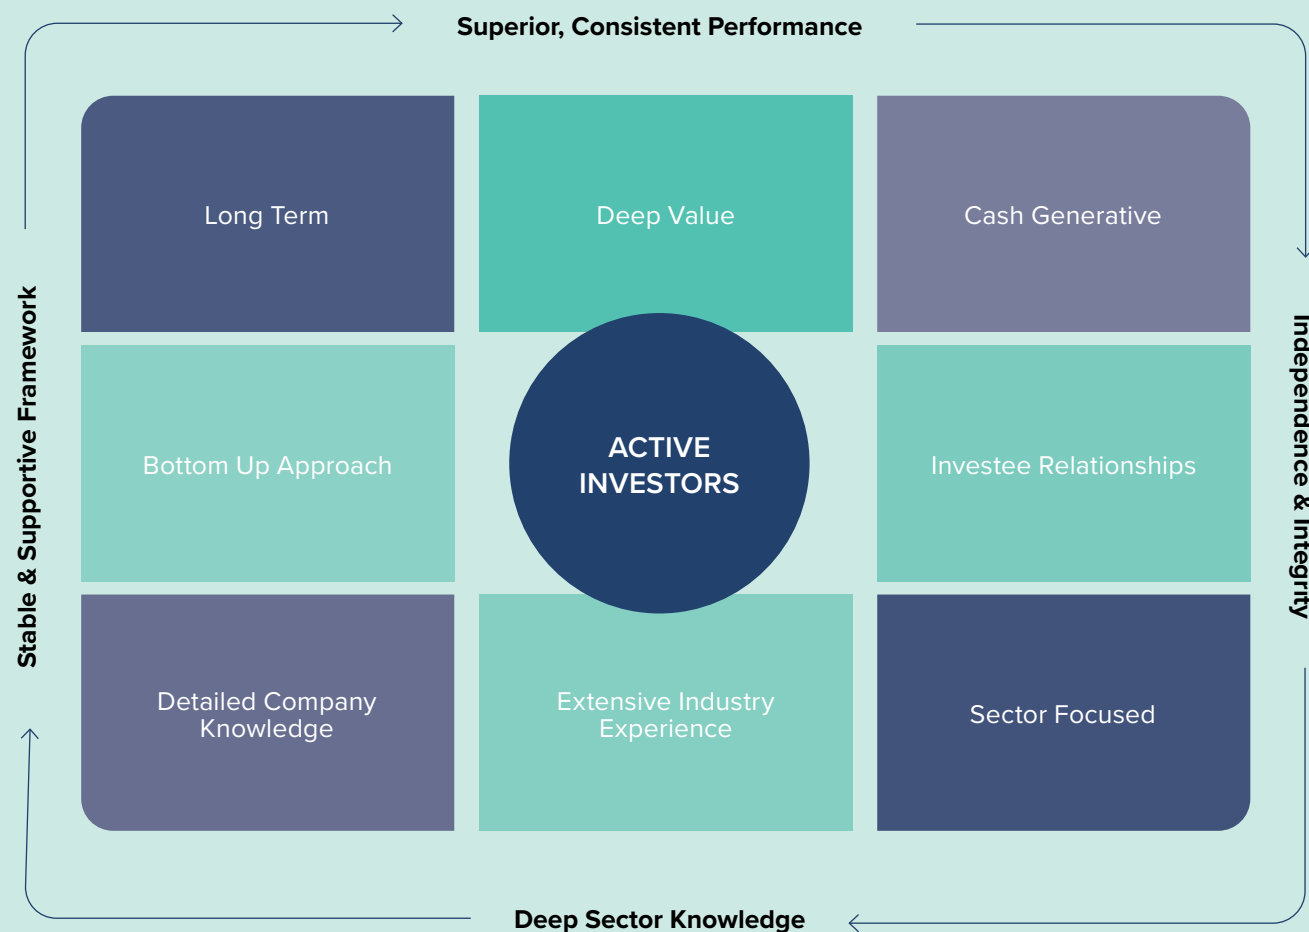 Superior, Consistent Performance
Long Term
Deep Value
Cash Generative
Stable & Supportive Framework
Independence & Integrity
Bottom Up Approach
ACTIVE
INVESTORS
Investee Relationships
Detailed Company
Knowledge
Extensive Industry
Experience
Sector Focused
Deep Sector Knowledge